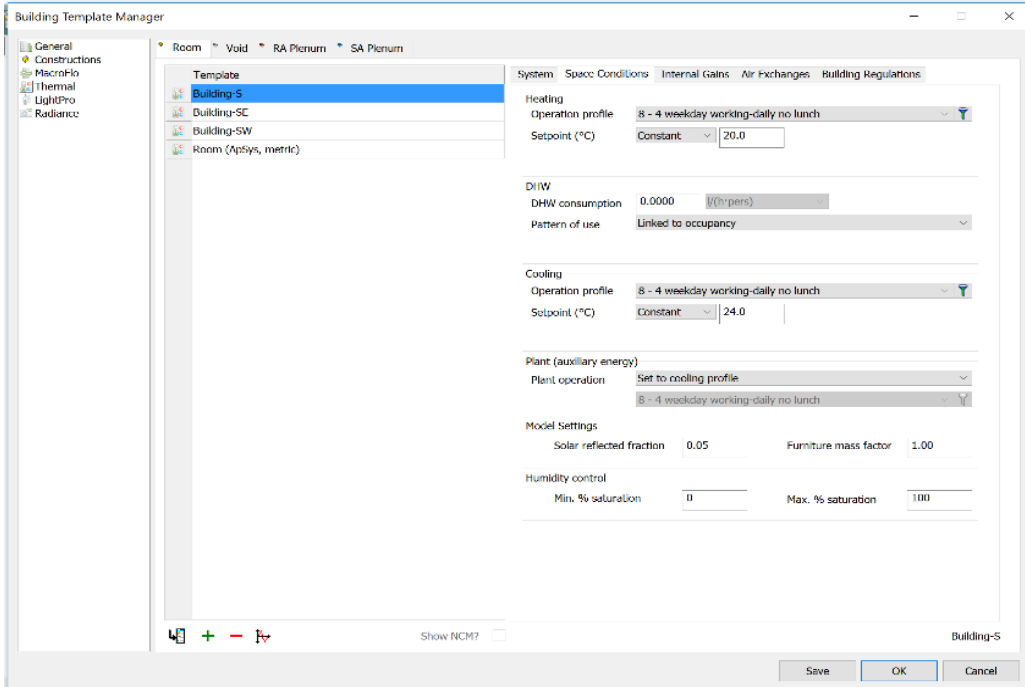 Building Template Manager
General
Constructions
MacroFlo
Thermal
LightPro
Radiance
Room Void RA Plenum SA Plenum
Template
Building-S
Building-SE
Building-SW
Room (ApSys, metric)
Show NCM?
System Space Conditions Internal Gains Air Exchanges Building Regulations
Heating
Operation profile 8 - 4 weekday working-daily no lunch
Setpoint (°C) Constant 20.0
DHW
DHW consumption 0.0000 l/(h·pers)
Pattern of use Linked to occupancy
Cooling
Operation profile 8 - 4 weekday working-daily no lunch
Setpoint (°C) Constant 24.0
Plant (auxiliary energy)
Plant operation Set to cooling profile
8 - 4 weekday working-daily no lunch
Model Settings
Solar reflected fraction 0.05 Furniture mass factor 1.00
Humidity control
Min. % saturation 0 Max. % saturation 100
Building-S
Save OK Cancel